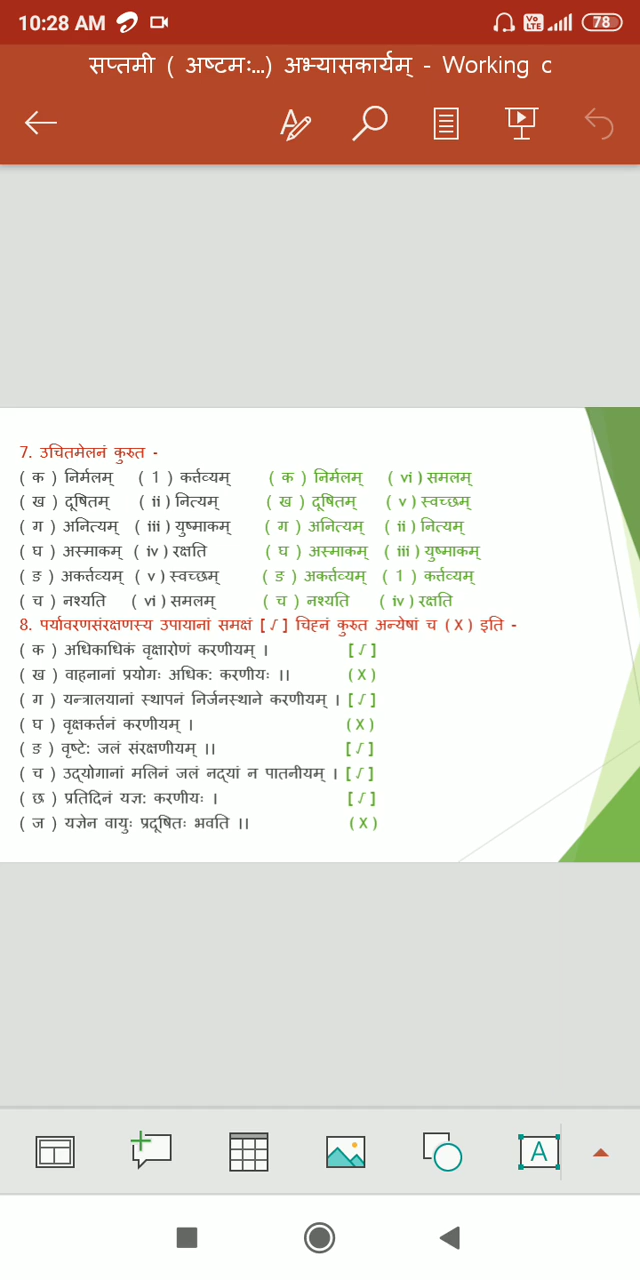 10:28 AM Vo LTE 78
सप्तमी ( अष्टमः...) अभ्यासकार्यम् - Working c
7. उचितमेलनं कुरुत -
( क ) निर्मलम् ( 1 ) कर्त्तव्यम् ( क ) निर्मलम् ( vi ) समलम्
( ख ) दूषितम् ( ii ) नित्यम् ( ख ) दूषितम् ( v ) स्वच्छम्
( ग ) अनित्यम् ( iii ) युष्माकम् ( ग ) अनित्यम् ( ii ) नित्यम्
( घ ) अस्माकम् ( iv ) रक्षति ( घ ) अस्माकम् ( iii ) युष्माकम्
( ङ ) अकर्त्तव्यम् ( v ) स्वच्छम् ( ङ ) अकर्त्तव्यम् ( 1 ) कर्त्तव्यम्
( च ) नश्यति ( vi ) समलम् ( च ) नश्यति ( iv ) रक्षति
8. पर्यावरणसंरक्षणस्य उपायानां समक्षं [ √ ] चिह्नं कुरुत अन्येषां च ( X ) इति -
( क ) अधिकाधिकं वृक्षारोणं करणीयम् । [ √ ]
( ख ) वाहनानां प्रयोगः अधिक: करणीयः ।। ( X )
( ग ) यन्त्रालयानां स्थापनं निर्जनस्थाने करणीयम् । [ √ ]
( घ ) वृक्षकर्त्तनं करणीयम् । ( X )
( ङ ) वृष्टे: जलं संरक्षणीयम् ।। [ √ ]
( च ) उद्योगानां मलिनं जलं नद्यां न पातनीयम् । [ √ ]
( छ ) प्रतिदिनं यज्ञ: करणीयः । [ √ ]
( ज ) यज्ञेन वायुः प्रदूषितः भवति ।। ( X )
A